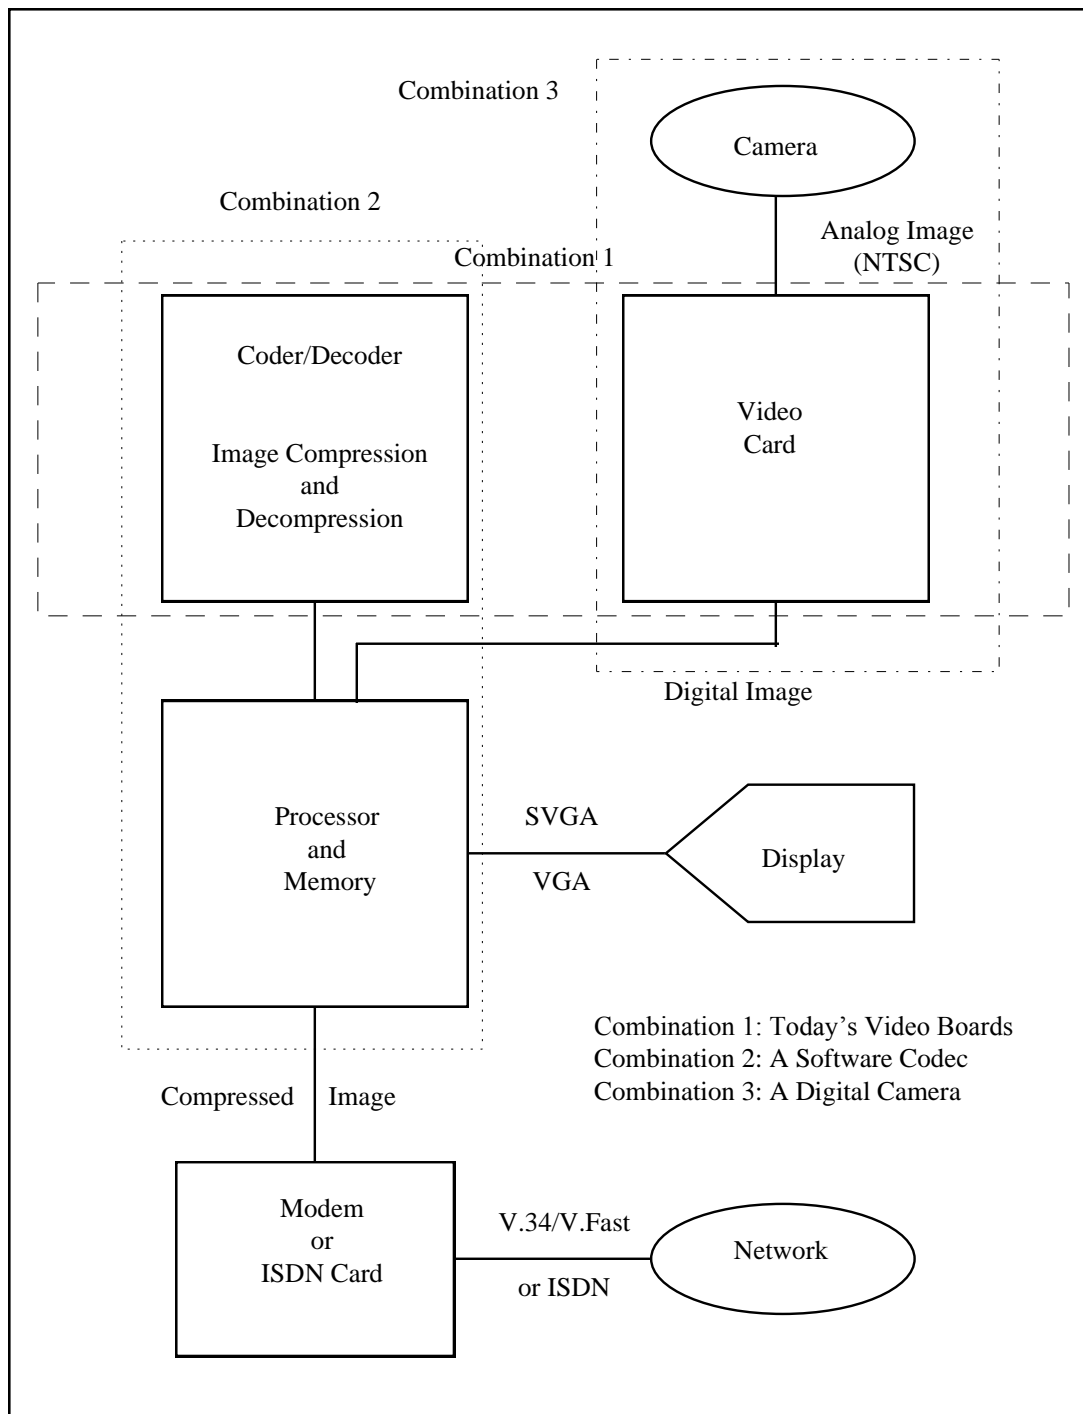 Combination 3
Camera
Combination 2
Analog Image
(NTSC)
Combination 1
Coder/Decoder
Image Compression
and
Decompression
Video
Card
Digital Image
Processor
and
Memory
SVGA
VGA
Display
Combination 1: Today’s Video Boards
Combination 2: A Software Codec
Combination 3: A Digital Camera
Compressed Image
Modem
or
ISDN Card
V.34/V.Fast
or ISDN
Network